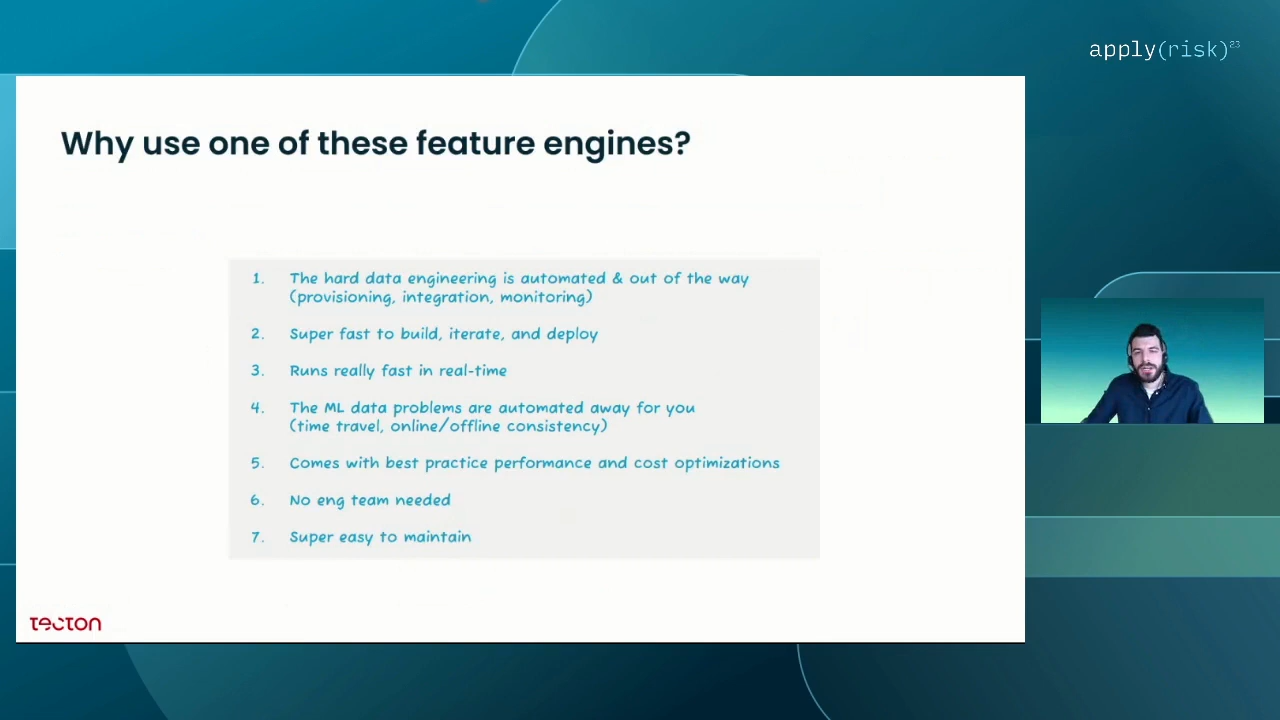 apply(risk)23
Why use one of these feature engines?
1. The hard data engineering is automated & out of the way
(provisioning, integration, monitoring)
2. Super fast to build, iterate, and deploy
3. Runs really fast in real-time
4. The ML data problems are automated away for you
(time travel, online/offline consistency)
5. Comes with best practice performance and cost optimizations
6. No eng team needed
7. Super easy to maintain
tecton